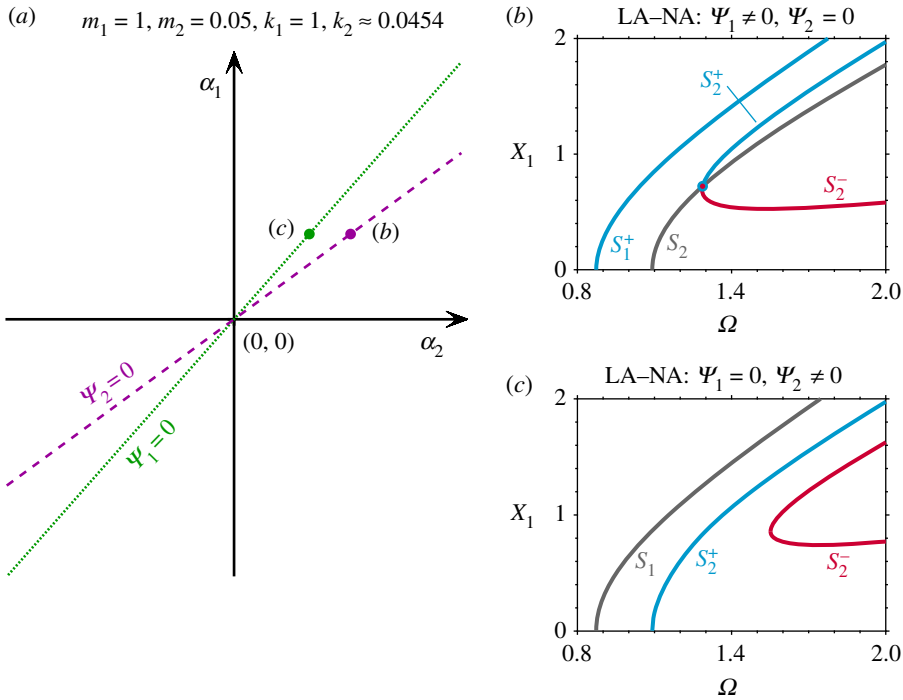 (a)
m₁ = 1, m₂ = 0.05, k₁ = 1, k₂ ≈ 0.0454
α₁
(c)
(b)
(0, 0)
α₂
Ψ₂=0
Ψ₁=0
(b)
LA–NA: Ψ₁ ≠ 0, Ψ₂ = 0
2
S₂⁺
X₁ 1
S₂⁻
S₁⁺
S₂
0
0.8 1.4 2.0
Ω
(c)
LA–NA: Ψ₁ = 0, Ψ₂ ≠ 0
2
X₁ 1
S₁
S₂⁺
S₂⁻
0
0.8 1.4 2.0
Ω